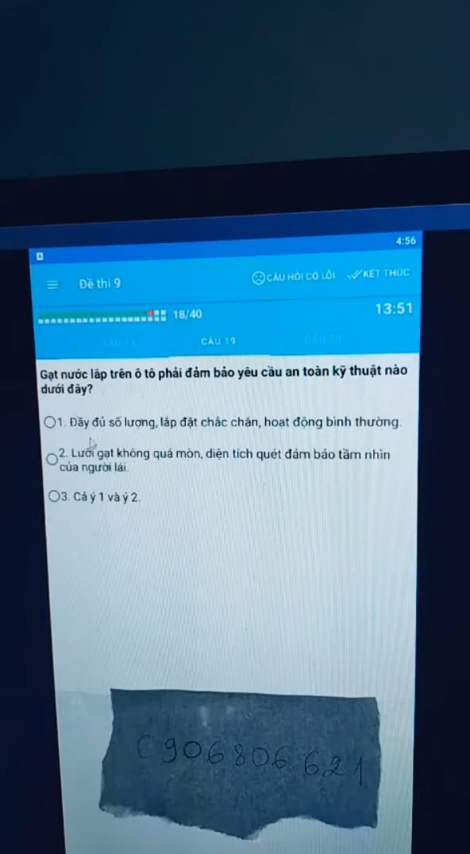 4:56
Đề thi 9
CÂU HỎI CÓ LỖI
KẾT THÚC
18/40
13:51
CÂU 19
Gạt nước lắp trên ô tô phải đảm bảo yêu cầu an toàn kỹ thuật nào
dưới đây?
1. Đầy đủ số lượng, lắp đặt chắc chắn, hoạt động bình thường.
2. Lưỡi gạt không quá mòn, diện tích quét đảm bảo tầm nhìn
của người lái.
3. Cả ý 1 và ý 2.
0906806 621